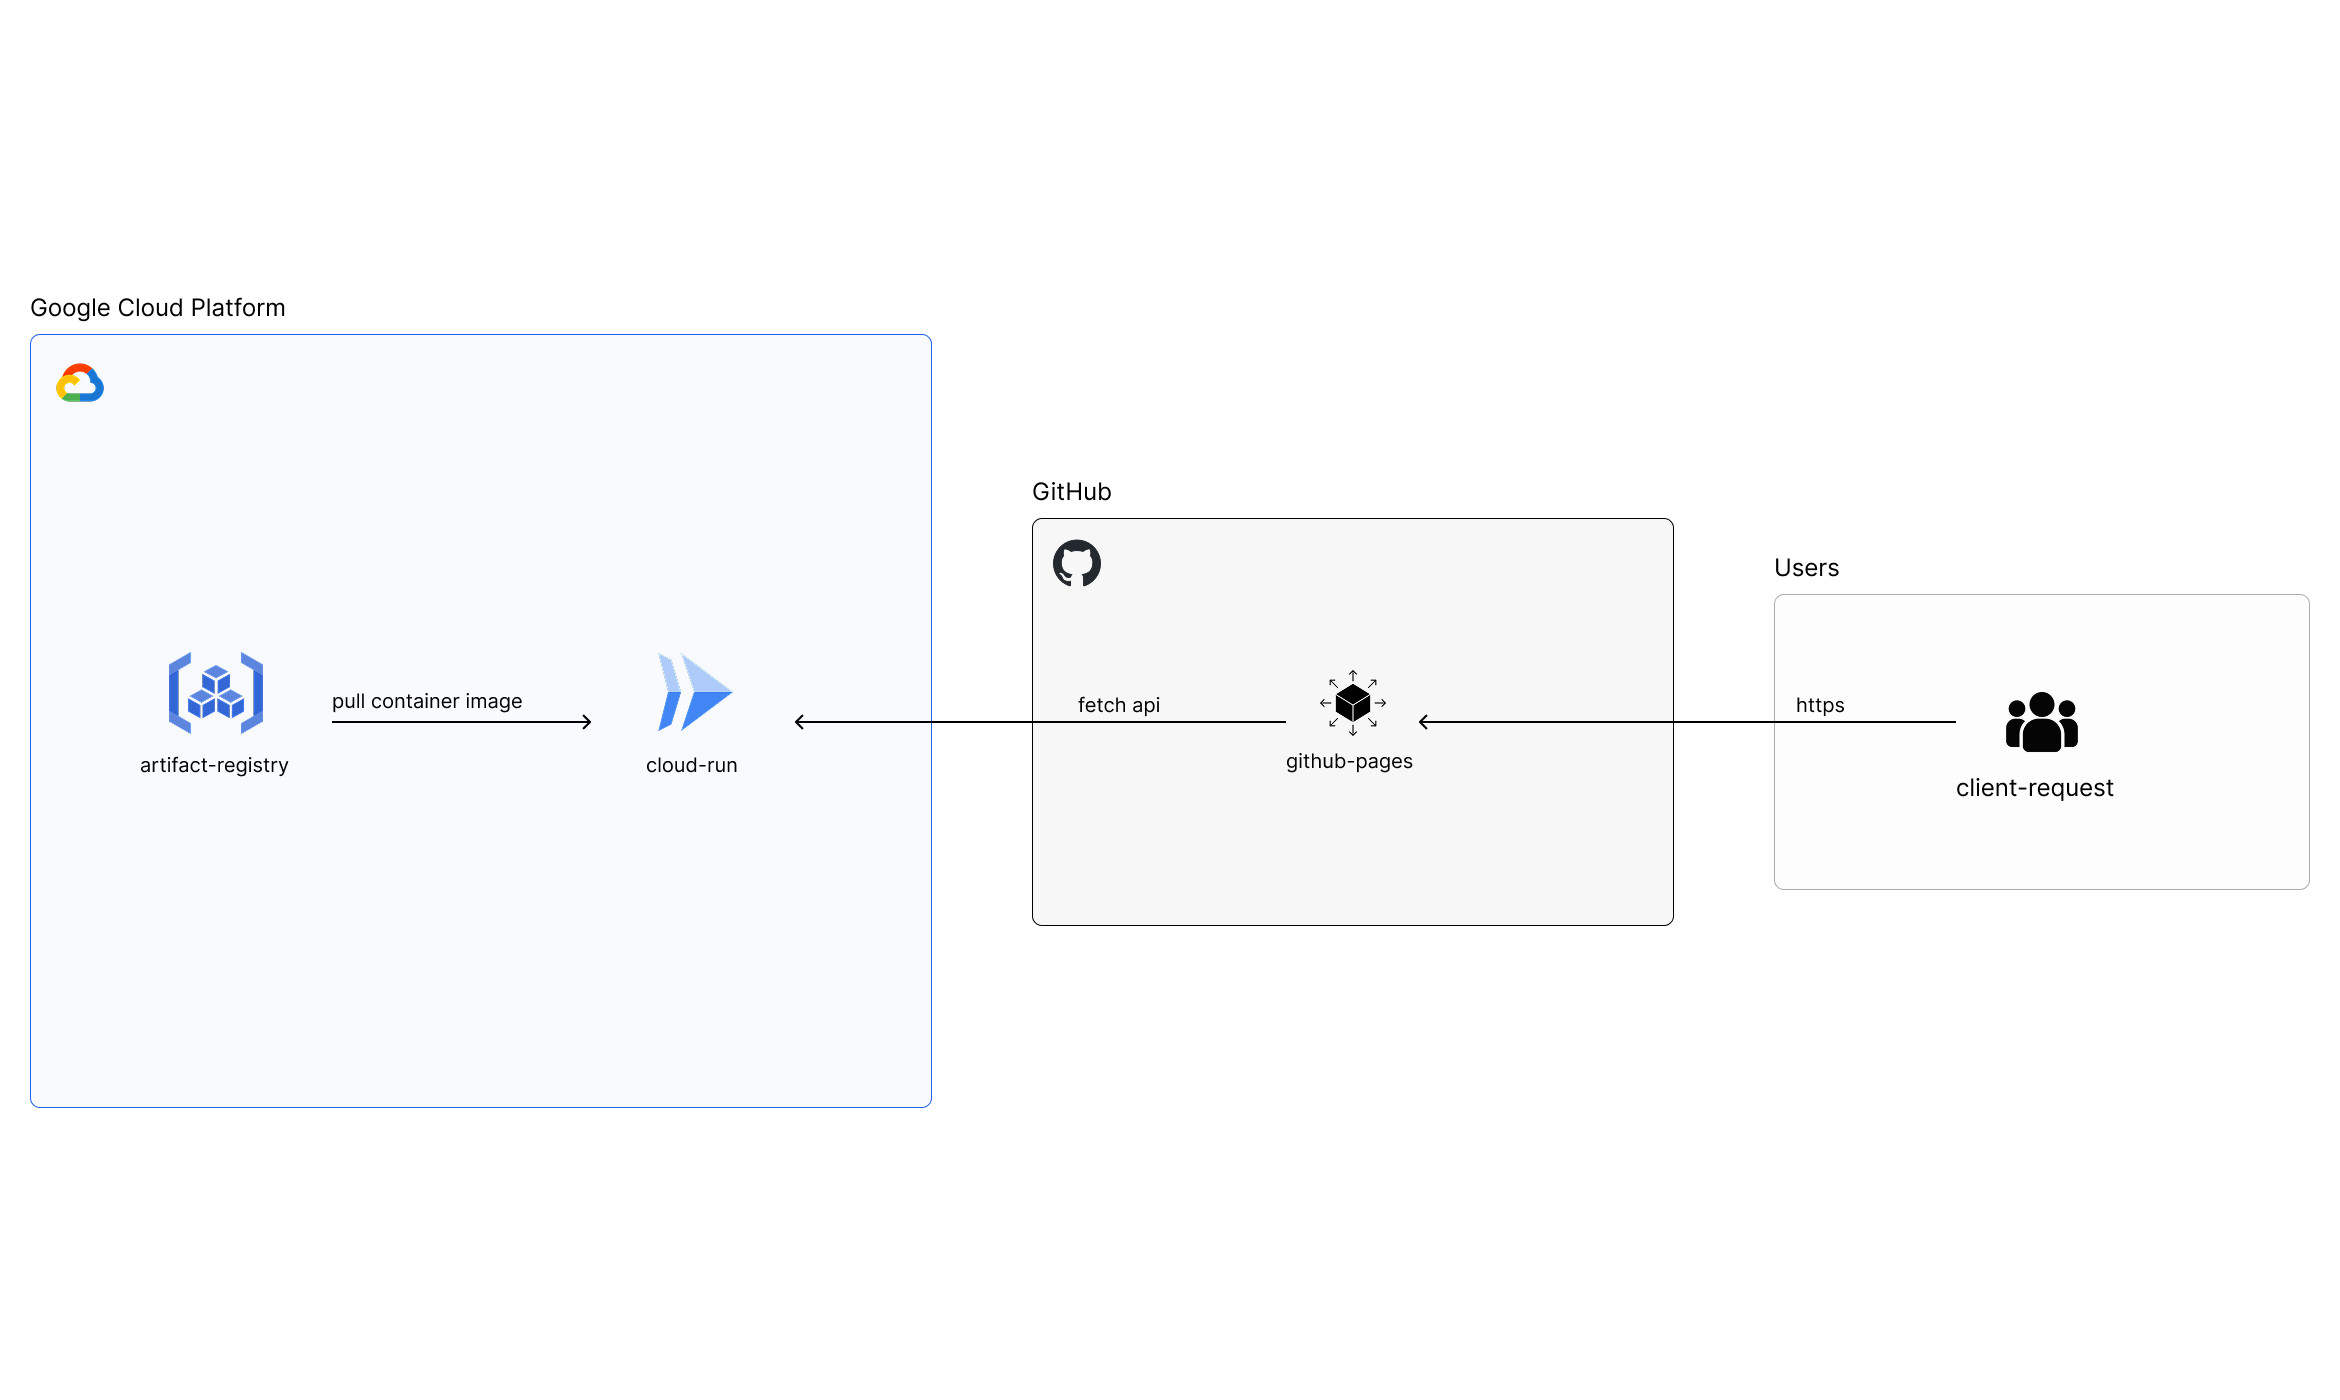 Google Cloud Platform
GitHub
Users
pull container image
fetch api
https
artifact-registry
cloud-run
github-pages
client-request